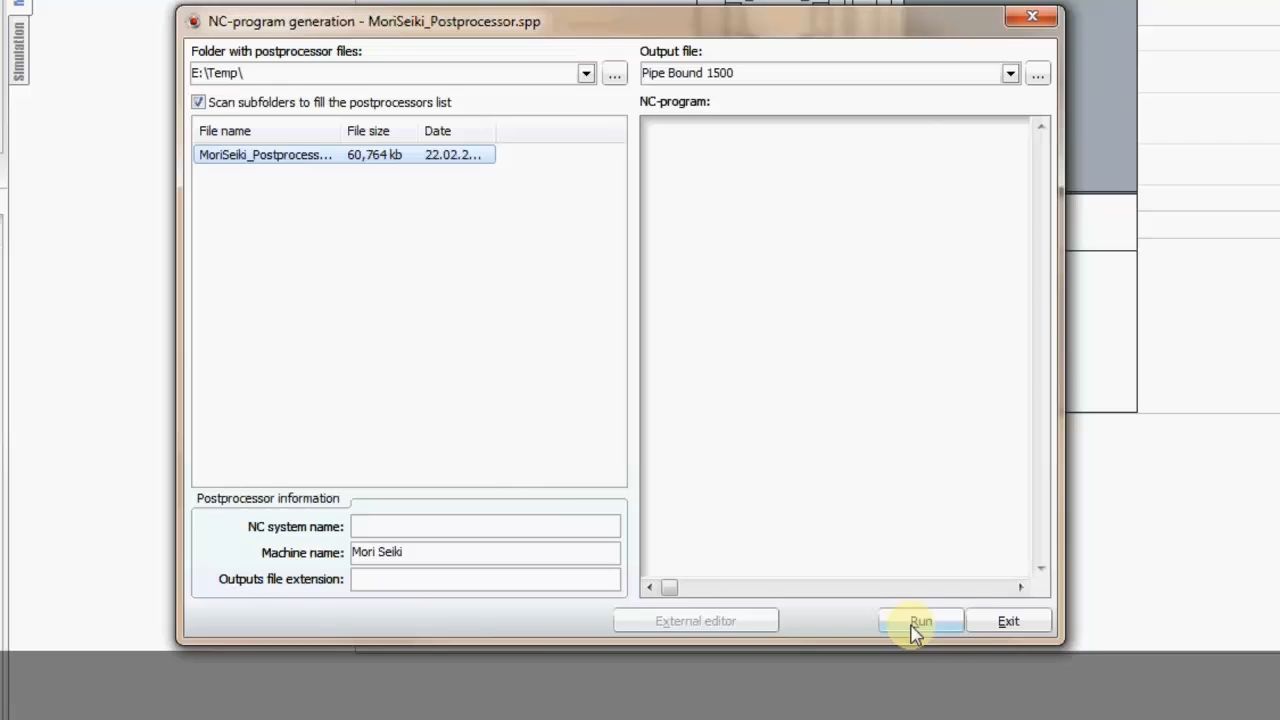 Simulation
NC-program generation - MoriSeiki_Postprocessor.spp
Folder with postprocessor files:
E:\Temp\
...
Output file:
Pipe Bound 1500
...
Scan subfolders to fill the postprocessors list
NC-program:
File name File size Date
MoriSeiki_Postprocess... 60,764 kb 22.02.2...
Postprocessor information
NC system name:
Machine name: Mori Seiki
Outputs file extension:
External editor
Run
Exit